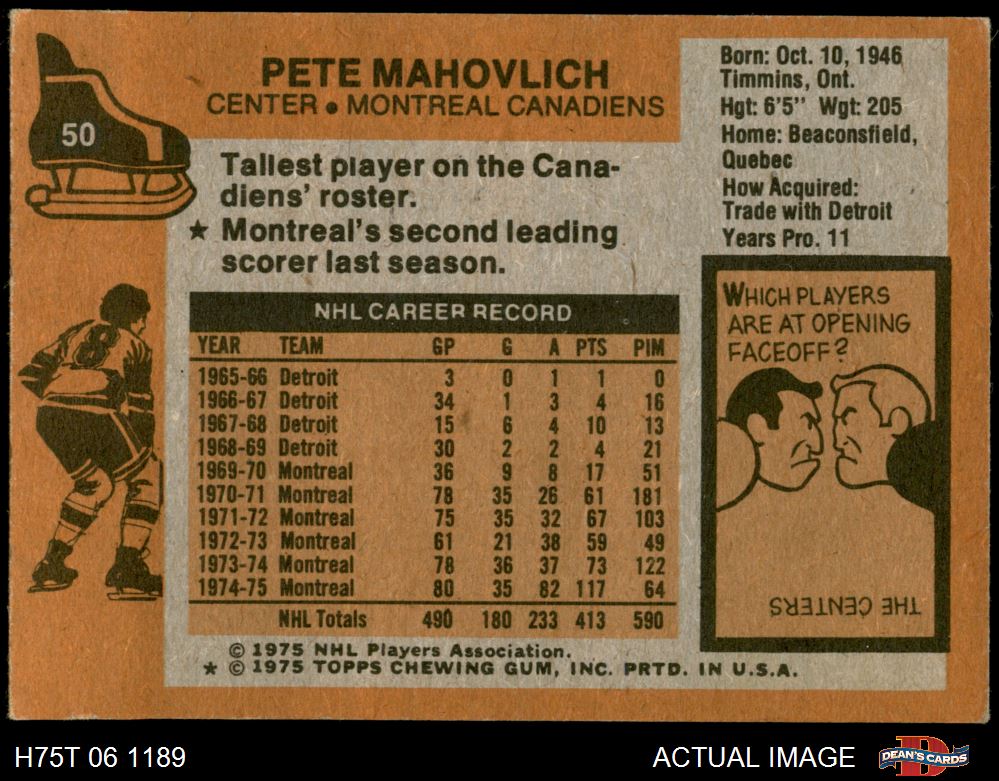 50
PETE MAHOVLICH
CENTER • MONTREAL CANADIENS
Born: Oct. 10, 1946
Timmins, Ont.
Hgt: 6'5" Wgt: 205
Home: Beaconsfield,
Quebec
How Acquired:
Trade with Detroit
Years Pro. 11
Tallest player on the Cana-
diens' roster.
★ Montreal's second leading
scorer last season.
NHL CAREER RECORD
YEAR TEAM GP G A PTS PIM
1965-66 Detroit 3 0 1 1 0
1966-67 Detroit 34 1 3 4 16
1967-68 Detroit 15 6 4 10 13
1968-69 Detroit 30 2 2 4 21
1969-70 Montreal 36 9 8 17 51
1970-71 Montreal 78 35 26 61 181
1971-72 Montreal 75 35 32 67 103
1972-73 Montreal 61 21 38 59 49
1973-74 Montreal 78 36 37 73 122
1974-75 Montreal 80 35 82 117 64
NHL Totals 490 180 233 413 590
8
WHICH PLAYERS
ARE AT OPENING
FACEOFF?
THE CENTERS
© 1975 NHL Players Association.
★ © 1975 TOPPS CHEWING GUM, INC. PRTD. IN U.S.A.
H75T 06 1189
ACTUAL IMAGE
D
DEAN'S CARDS